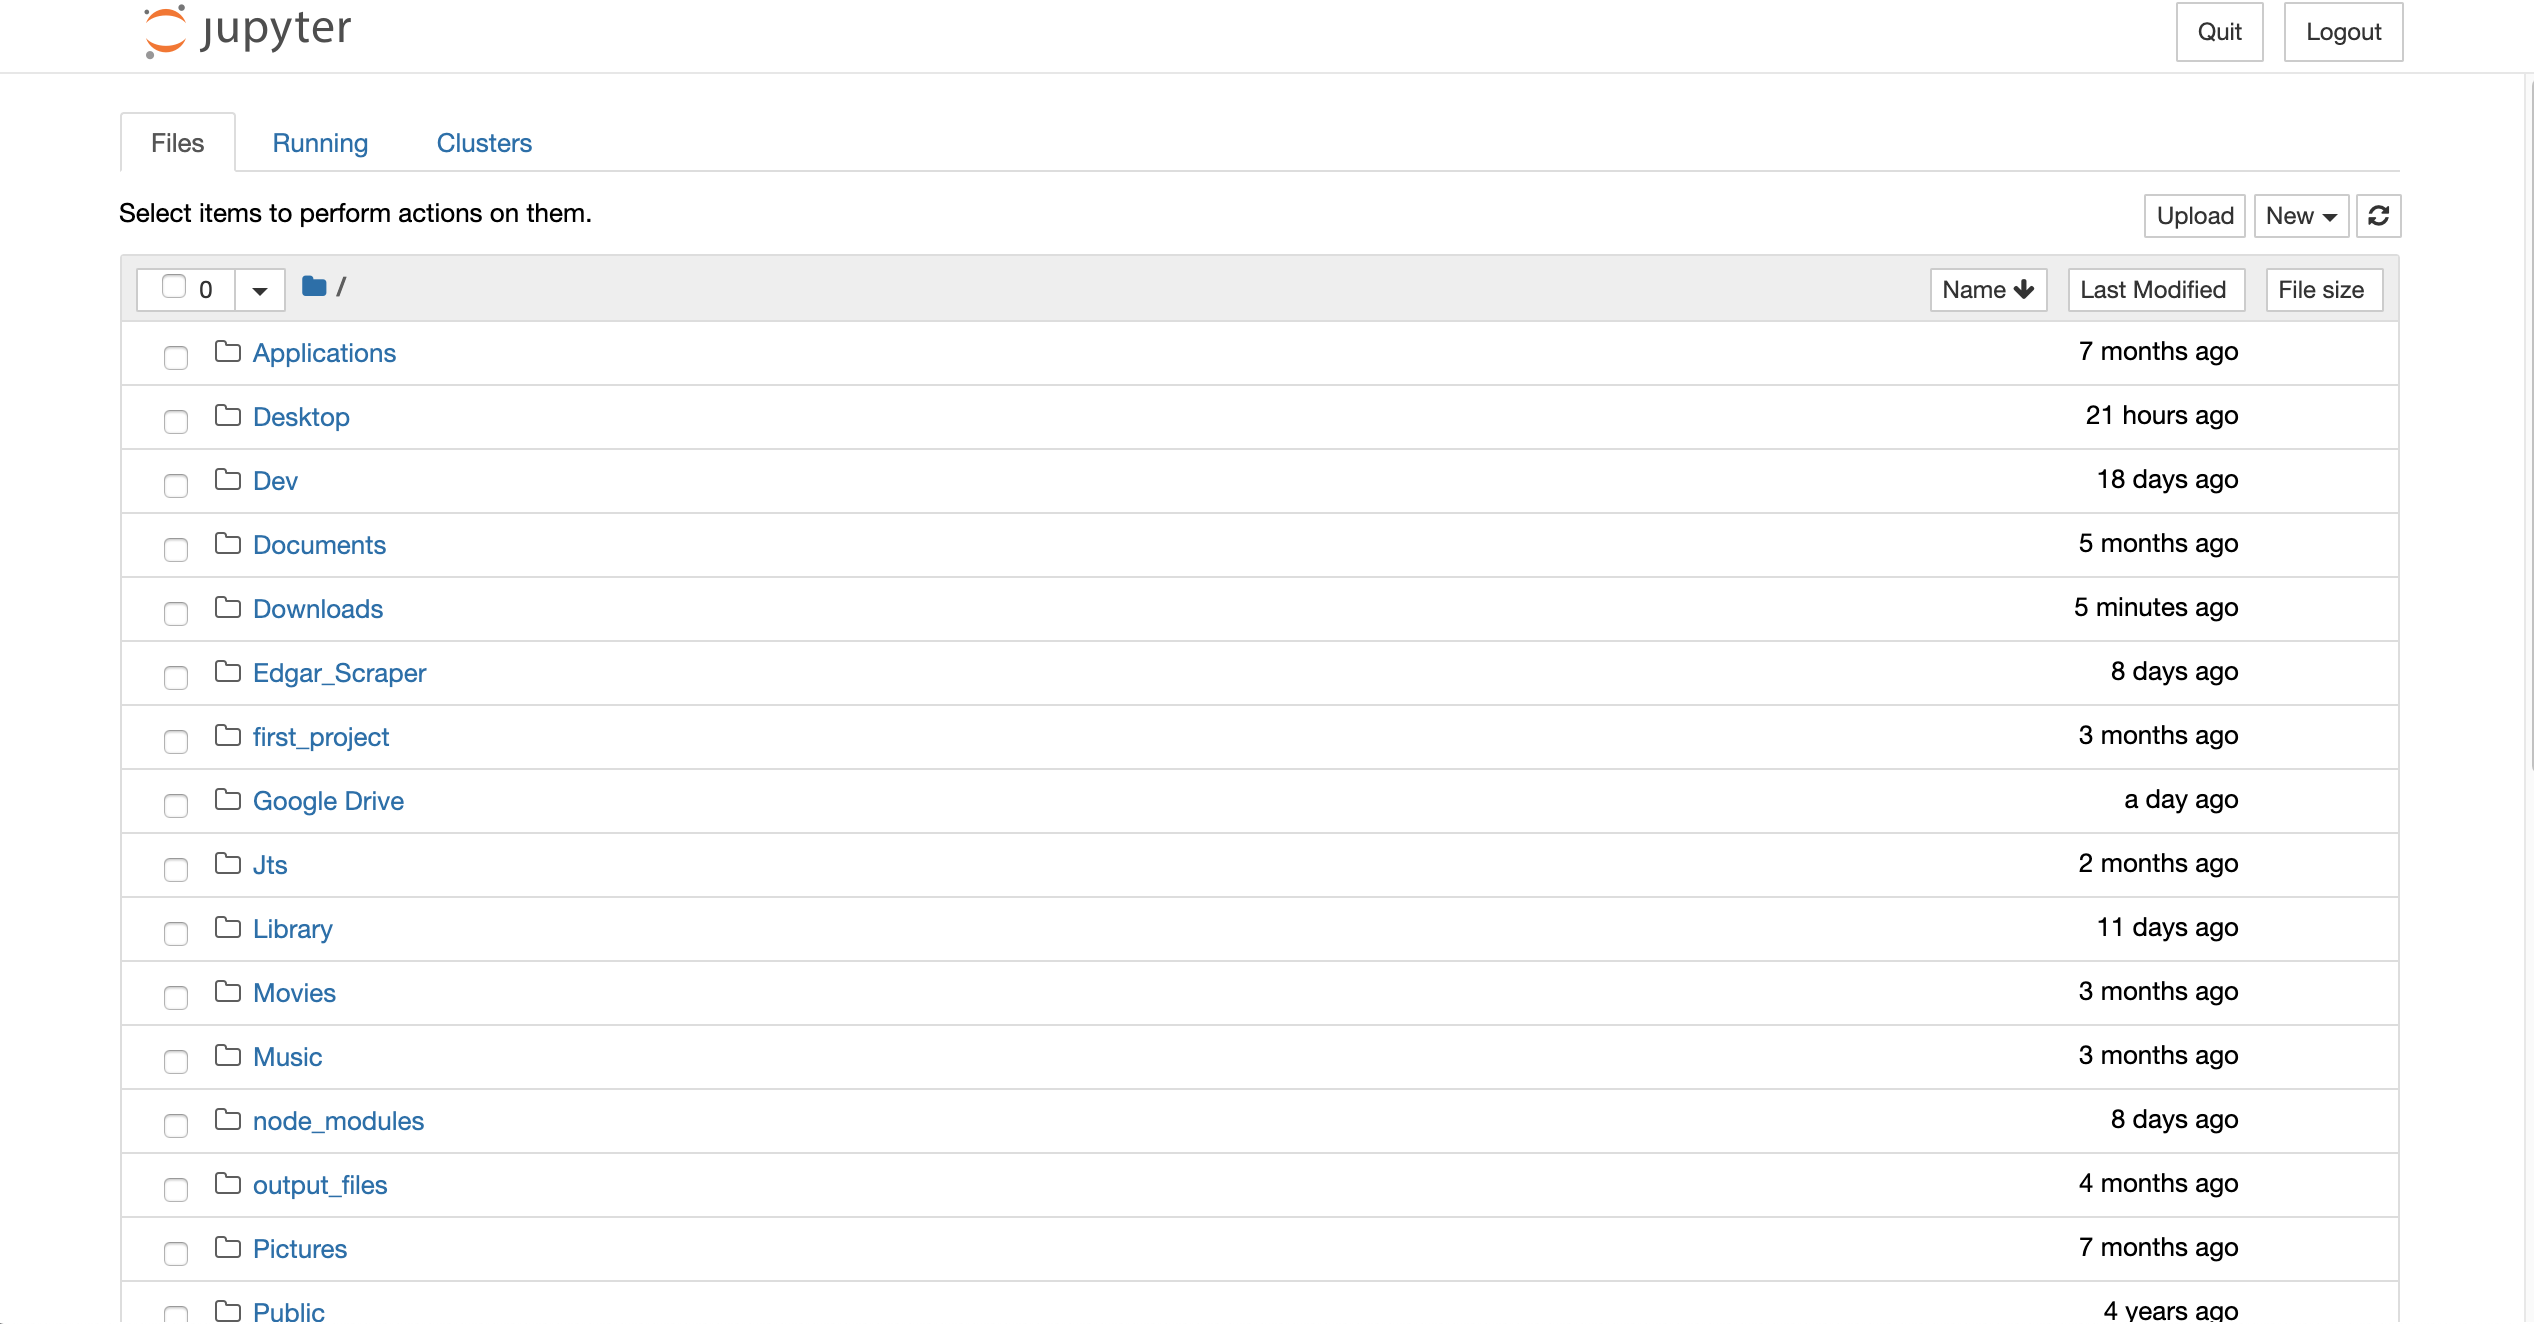 jupyter Quit Logout
Files Running Clusters
Select items to perform actions on them. Upload New
0 / Name Last Modified File size
Applications 7 months ago
Desktop 21 hours ago
Dev 18 days ago
Documents 5 months ago
Downloads 5 minutes ago
Edgar_Scraper 8 days ago
first_project 3 months ago
Google Drive a day ago
Jts 2 months ago
Library 11 days ago
Movies 3 months ago
Music 3 months ago
node_modules 8 days ago
output_files 4 months ago
Pictures 7 months ago
Public 4 years ago